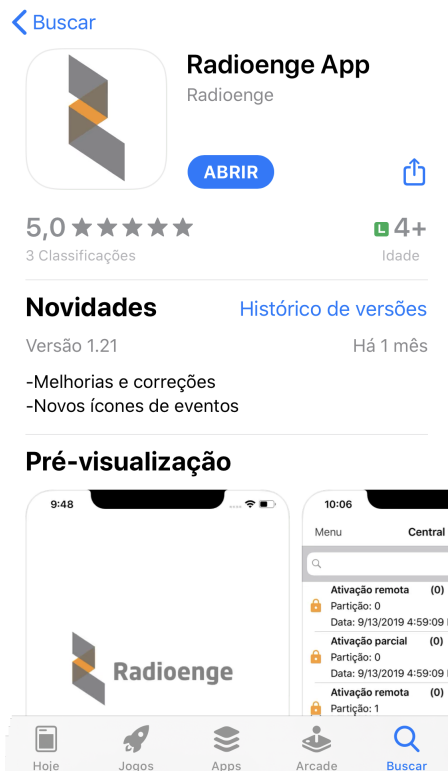 Buscar
Radioenge App
Radioenge
ABRIR
5,0
L 4+
3 Classificações
Idade
Novidades
Histórico de versões
Versão 1.21
Há 1 mês
-Melhorias e correções
-Novos ícones de eventos
Pré-visualização
9:48
Radioenge
10:06
Menu
Central
Ativação remota (0)
Partição: 0
Data: 9/13/2019 4:59:09
Ativação parcial (0)
Partição: 0
Data: 9/13/2019 4:59:09
Ativação remota (0)
Partição: 1
Hoje
Jogos
Apps
Arcade
Buscar